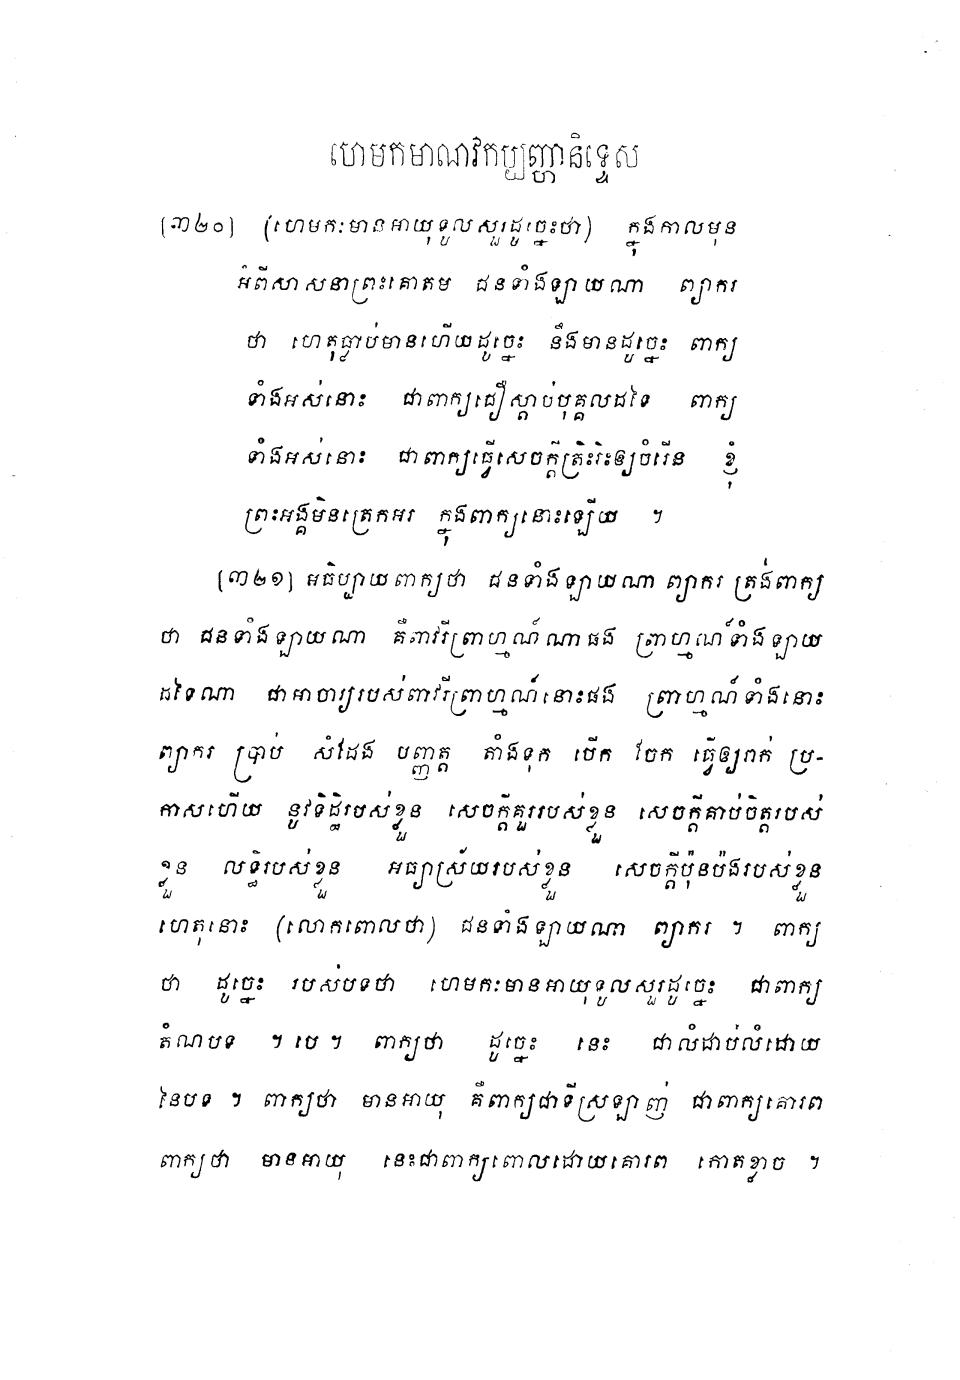 ហេមកមាណវកប្បញ្ហានិទ្ទេស
[៣២០] (ហេមកៈមានអាយុទូលសួរដូច្នេះថា) ក្នុងកាលមុន
អំពីសាសនាព្រះគោតម ជនទាំងឡាយណា ព្យាករ
ថា ហេតុធ្លាប់មានហើយដូច្នេះ នឹងមានដូច្នេះ ពាក្យ
ទាំងអស់នោះ ជាពាក្យជឿស្តាប់បុគ្គលដទៃ ពាក្យ
ទាំងអស់នោះ ជាពាក្យធ្វើសេចក្តីត្រិះរិះឲ្យចំរើន ខ្ញុំ
ព្រះអង្គមិនត្រេកអរ ក្នុងពាក្យនោះឡើយ ។
[៣២១] អធិប្បាយពាក្យថា ជនទាំងឡាយណា ព្យាករ ត្រង់ពាក្យ
ថា ជនទាំងឡាយណា គឺពាវរីព្រាហ្មណ៍ណាផង ព្រាហ្មណ៍ទាំងឡាយ
ដទៃណា ជាអាចារ្យរបស់ពាវរីព្រាហ្មណ៍នោះផង ព្រាហ្មណ៍ទាំងនោះ
ព្យាករ ប្រាប់ សំដែង បញ្ញត្ត តាំងទុក បើក ចែក ធ្វើឲ្យរាក់ ប្រ-
កាសហើយ នូវទិដ្ឋិរបស់ខ្លួន សេចក្តីគួររបស់ខ្លួន សេចក្តីគាប់ចិត្តរបស់
ខ្លួន លទ្ធិរបស់ខ្លួន អធ្យាស្រ័យរបស់ខ្លួន សេចក្តីប៉ុនប៉ងរបស់ខ្លួន
ហេតុនោះ (លោកពោលថា) ជនទាំងឡាយណា ព្យាករ ។ ពាក្យ
ថា ដូច្នេះ របស់បទថា ហេមកៈមានអាយុទូលសួរដូច្នេះ ជាពាក្យ
តំណបទ ។ បេ ។ ពាក្យថា ដូច្នេះ នេះ ជាលំដាប់លំដោយ
នៃបទ ។ ពាក្យថា មានអាយុ គឺពាក្យជាទីស្រឡាញ់ ជាពាក្យគោរព
ពាក្យថា មានអាយុ នេះជាពាក្យពោលដោយគោរព កោតខ្លាច ។